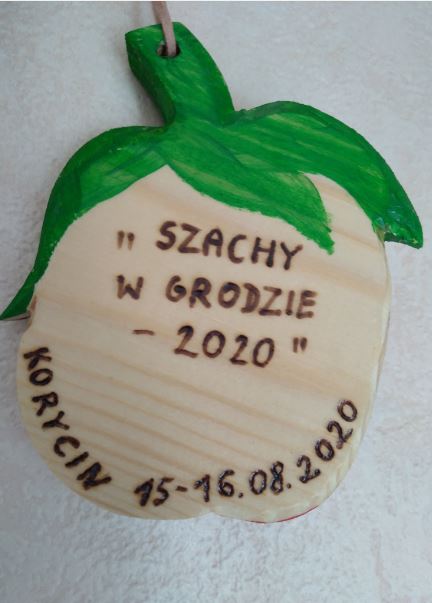 " SZACHY
W GRODZIE
- 2020 "
KORYCIN 15-16.08.2020